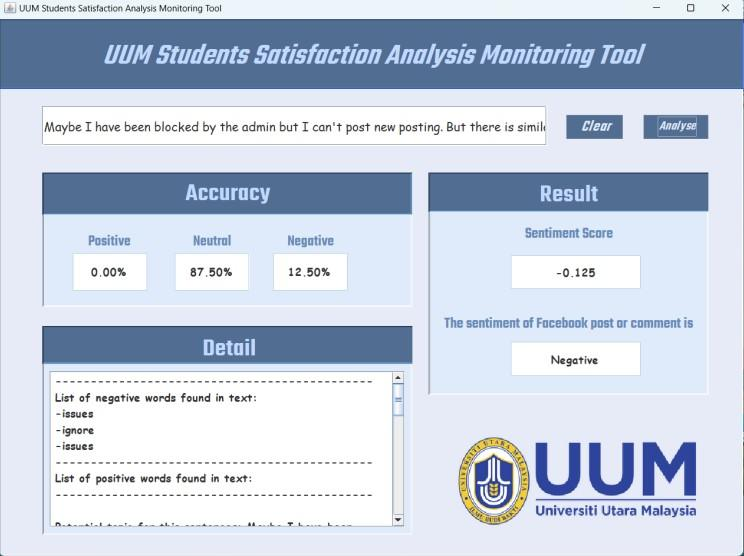 UUM Students Satisfaction Analysis Monitoring Tool
UUM Students Satisfaction Analysis Monitoring Tool
Maybe I have been blocked by the admin but I can't post new posting. But there is simila
Clear
Analyse
Accuracy
Positive Neutral Negative
0.00% 87.50% 12.50%
Result
Sentiment Score
-0.125
The sentiment of Facebook post or comment is
Negative
Detail
------------------------------------------------
List of negative words found in text:
-issues
-ignore
-issues
------------------------------------------------
List of positive words found in text:
------------------------------------------------
Potential topic for this sentences: Maybe I have been
UNIVERSITI UTARA MALAYSIA
ILMU BUDI BAKTI
UUM
Universiti Utara Malaysia